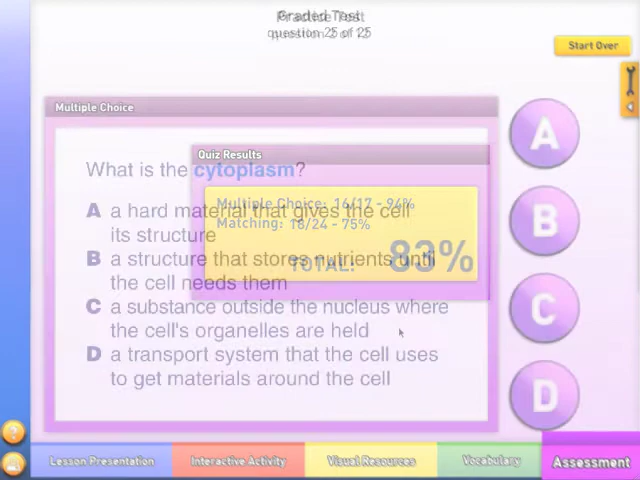 Graded Test
Practice Test
question 25 of 25
Start Over
Multiple Choice
Quiz Results
What is the cytoplasm?
Multiple Choice: 16/17 - 94%
Matching: 18/24 - 75%
TOTAL: 83%
A a hard material that gives the cell
its structure
B a structure that stores nutrients until
the cell needs them
C a substance outside the nucleus where
the cell's organelles are held
D a transport system that the cell uses
to get materials around the cell
A
B
C
D
?
Lesson Presentation
Interactive Activity
Visual Resources
Vocabulary
Assessment